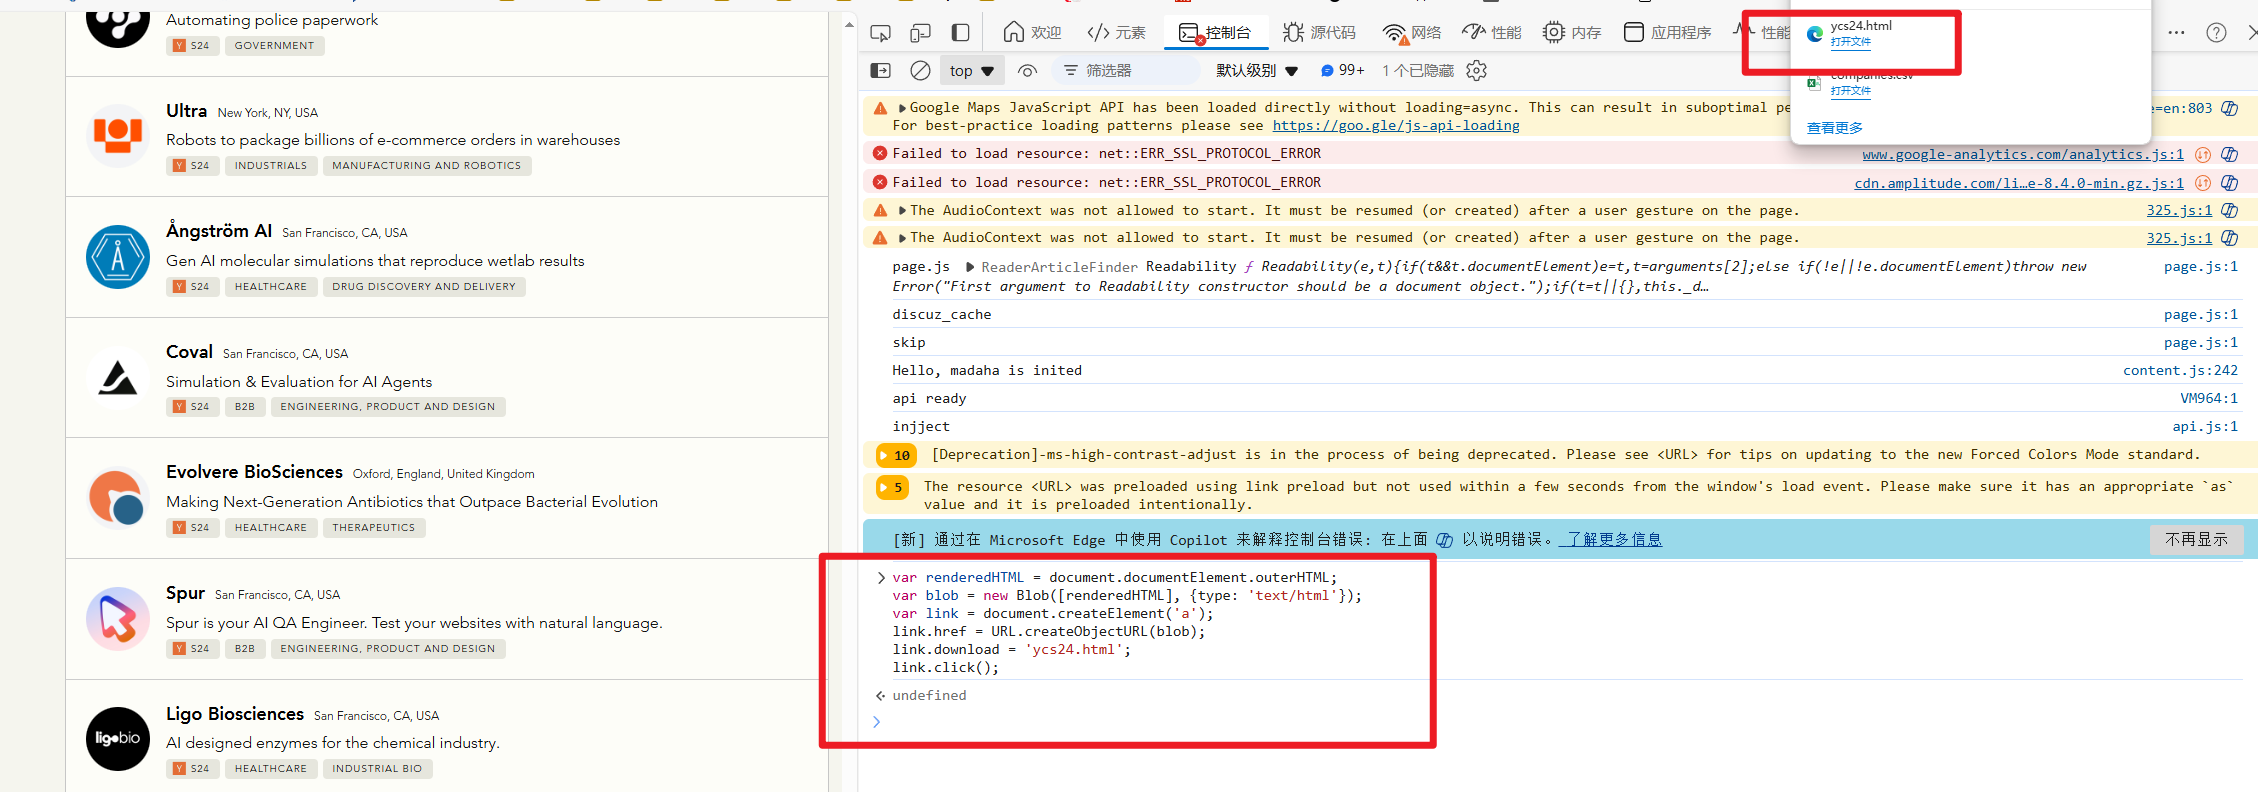 Automating police paperwork
Y S24 GOVERNMENT
Ultra New York, NY, USA
Robots to package billions of e-commerce orders in warehouses
Y S24 INDUSTRIALS MANUFACTURING AND ROBOTICS
Ångström AI San Francisco, CA, USA
Gen AI molecular simulations that reproduce wetlab results
Y S24 HEALTHCARE DRUG DISCOVERY AND DELIVERY
Coval San Francisco, CA, USA
Simulation & Evaluation for AI Agents
Y S24 B2B ENGINEERING, PRODUCT AND DESIGN
Evolvere BioSciences Oxford, England, United Kingdom
Making Next-Generation Antibiotics that Outpace Bacterial Evolution
Y S24 HEALTHCARE THERAPEUTICS
Spur San Francisco, CA, USA
Spur is your AI QA Engineer. Test your websites with natural language.
Y S24 B2B ENGINEERING, PRODUCT AND DESIGN
ligobio
Ligo Biosciences San Francisco, CA, USA
AI designed enzymes for the chemical industry.
Y S24 HEALTHCARE INDUSTRIAL BIO
欢迎 </> 元素 控制台 源代码 网络 性能 内存 应用程序 性能
top 筛选器 默认级别 99+ 1 个已隐藏
ycs24.html
打开文件
companies.csv
打开文件
查看更多
Google Maps JavaScript API has been loaded directly without loading=async. This can result in suboptimal pe =en:803
For best-practice loading patterns please see https://goo.gle/js-api-loading
Failed to load resource: net::ERR_SSL_PROTOCOL_ERROR www.google-analytics.com/analytics.js:1
Failed to load resource: net::ERR_SSL_PROTOCOL_ERROR cdn.amplitude.com/li…e-8.4.0-min.gz.js:1
The AudioContext was not allowed to start. It must be resumed (or created) after a user gesture on the page. 325.js:1
The AudioContext was not allowed to start. It must be resumed (or created) after a user gesture on the page. 325.js:1
page.js ReaderArticleFinder Readability ƒ Readability(e,t){if(t&&t.documentElement)e=t,t=arguments[2];else if(!e||!e.documentElement)throw new page.js:1
Error("First argument to Readability constructor should be a document object.");if(t=t||{},this._d…
discuz_cache page.js:1
skip page.js:1
Hello, madaha is inited content.js:242
api ready VM964:1
injject api.js:1
10 [Deprecation]-ms-high-contrast-adjust is in the process of being deprecated. Please see <URL> for tips on updating to the new Forced Colors Mode standard.
5 The resource <URL> was preloaded using link preload but not used within a few seconds from the window's load event. Please make sure it has an appropriate `as`
value and it is preloaded intentionally.
[新] 通过在 Microsoft Edge 中使用 Copilot 来解释控制台错误: 在上面 以说明错误。 了解更多信息 不再显示
var renderedHTML = document.documentElement.outerHTML;
var blob = new Blob([renderedHTML], {type: 'text/html'});
var link = document.createElement('a');
link.href = URL.createObjectURL(blob);
link.download = 'ycs24.html';
link.click();
undefined